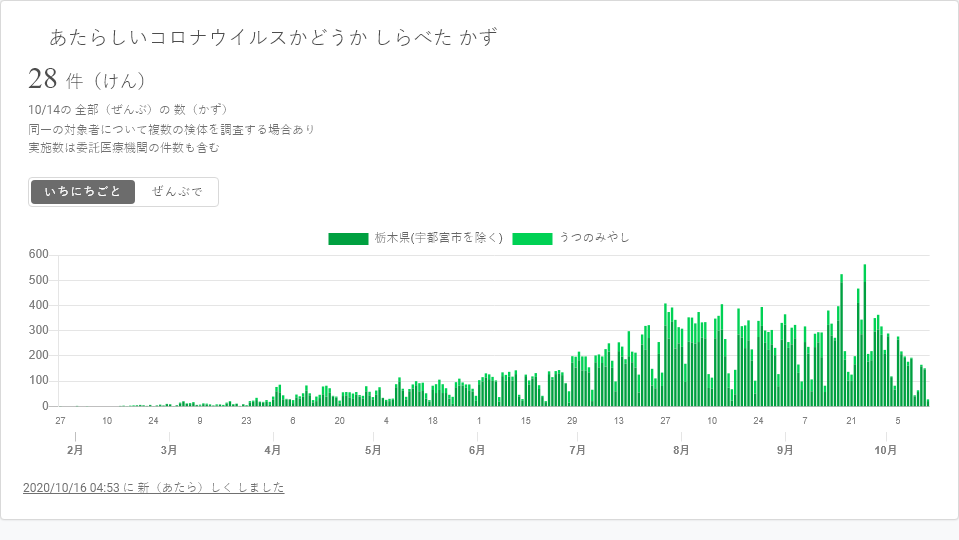 あたらしいコロナウイルスかどうか しらべた かず
28 件（けん）
10/14の 全部（ぜんぶ）の 数（かず）
同一の対象者について複数の検体を調査する場合あり
実施数は委託医療機関の件数も含む
いちにちごと ぜんぶで
栃木県(宇都宮市を除く) うつのみやし
600
500
400
300
200
100
0
27 10 24 9 23 6 20 4 18 1 15 29 13 27 10 24 7 21 5
2月 3月 4月 5月 6月 7月 8月 9月 10月
2020/10/16 04:53 に 新（あたら）しく しました